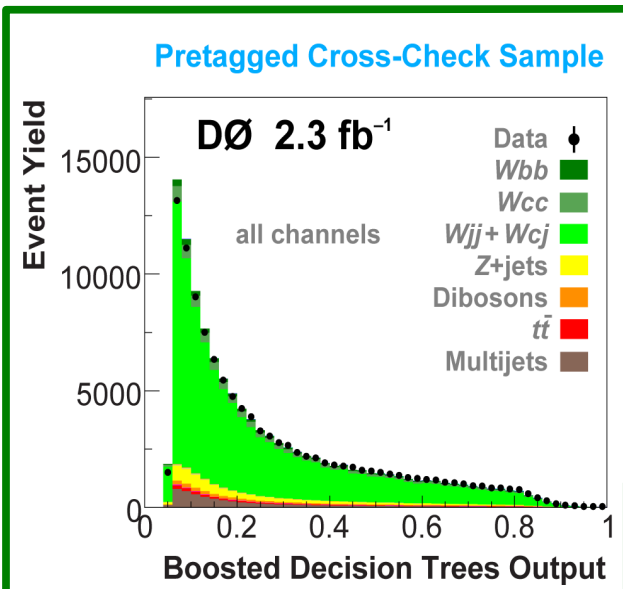 Pretagged Cross-Check Sample
DØ 2.3 fb⁻¹
Event Yield
15000
10000
5000
0
all channels
Data
Wbb
Wcc
Wjj + Wcj
Z+jets
Dibosons
tt̄
Multijets
0 0.2 0.4 0.6 0.8 1
Boosted Decision Trees Output